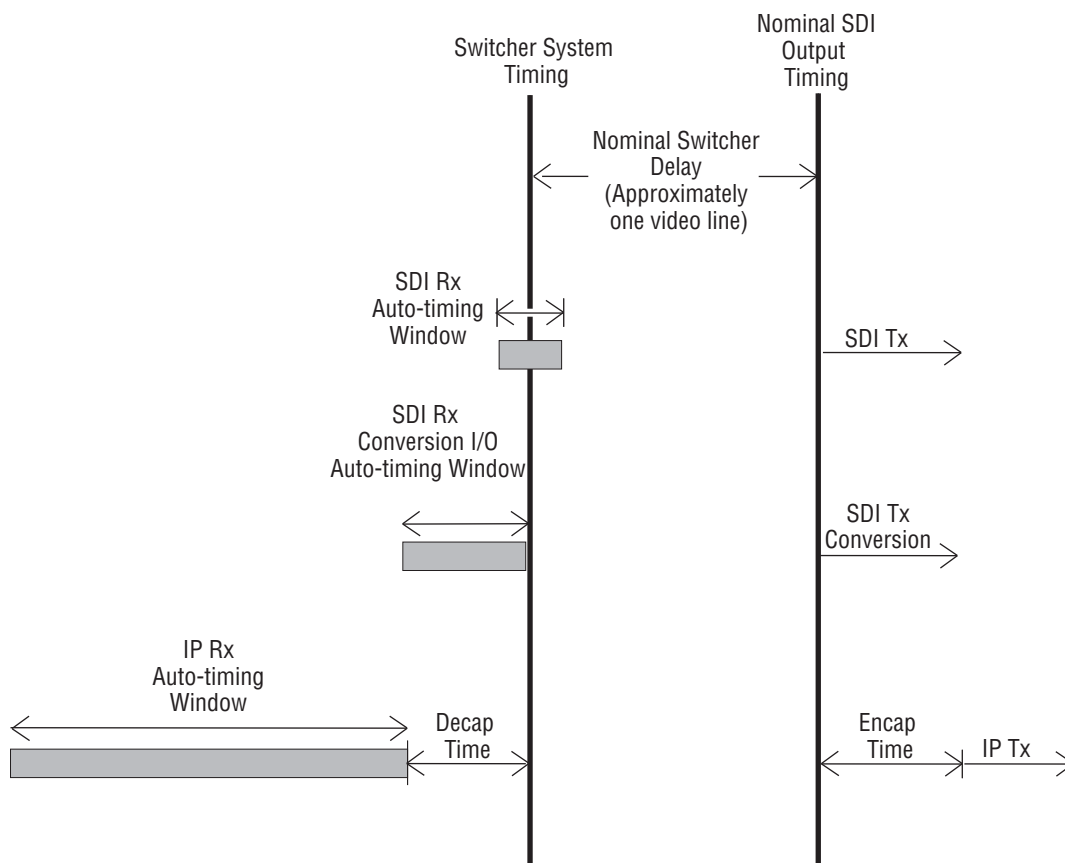 Switcher System
Timing
Nominal SDI
Output
Timing
Nominal Switcher
Delay
(Approximately
one video line)
SDI Rx
Auto-timing
Window
SDI Tx
SDI Rx
Conversion I/O
Auto-timing Window
SDI Tx
Conversion
IP Rx
Auto-timing
Window
Decap
Time
Encap
Time
IP Tx